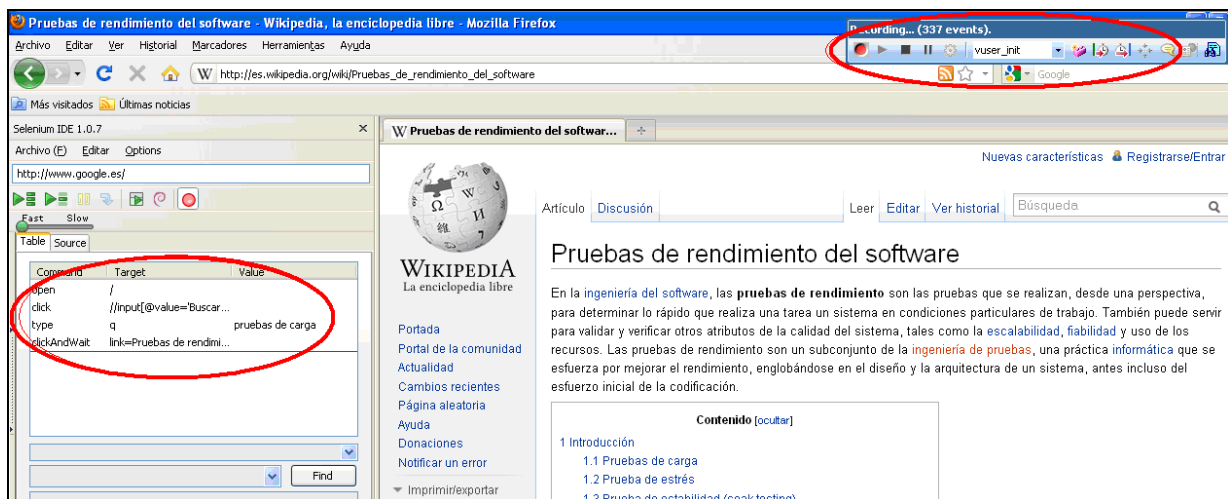 Pruebas de rendimiento del software - Wikipedia, la enciclopedia libre - Mozilla Firefox
Recording... (337 events).
Archivo Editar Ver Historial Marcadores Herramientas Ayuda
vuser_init
W http://es.wikipedia.org/wiki/Pruebas_de_rendimiento_del_software
Google
Más visitados Últimas noticias
Selenium IDE 1.0.7
Archivo (F) Editar Options
http://www.google.es/
Fast Slow
Table Source
Command Target Value
open /
click //input[@value='Buscar...
type q pruebas de carga
clickAndWait link=Pruebas de rendimi...
Find
W Pruebas de rendimiento del softwar...
Nuevas características Registrarse/Entrar
WIKIPEDIA
La enciclopedia libre
Portada
Portal de la comunidad
Actualidad
Cambios recientes
Página aleatoria
Ayuda
Donaciones
Notificar un error
Imprimir/exportar
Artículo Discusión Leer Editar Ver historial Búsqueda
Pruebas de rendimiento del software
En la ingeniería del software, las pruebas de rendimiento son las pruebas que se realizan, desde una perspectiva,
para determinar lo rápido que realiza una tarea un sistema en condiciones particulares de trabajo. También puede servir
para validar y verificar otros atributos de la calidad del sistema, tales como la escalabilidad, fiabilidad y uso de los
recursos. Las pruebas de rendimiento son un subconjunto de la ingeniería de pruebas, una práctica informática que se
esfuerza por mejorar el rendimiento, englobándose en el diseño y la arquitectura de un sistema, antes incluso del
esfuerzo inicial de la codificación.
Contenido [ocultar]
1 Introducción
1.1 Pruebas de carga
1.2 Prueba de estrés
1.3 Prueba de estabilidad (soak testing)